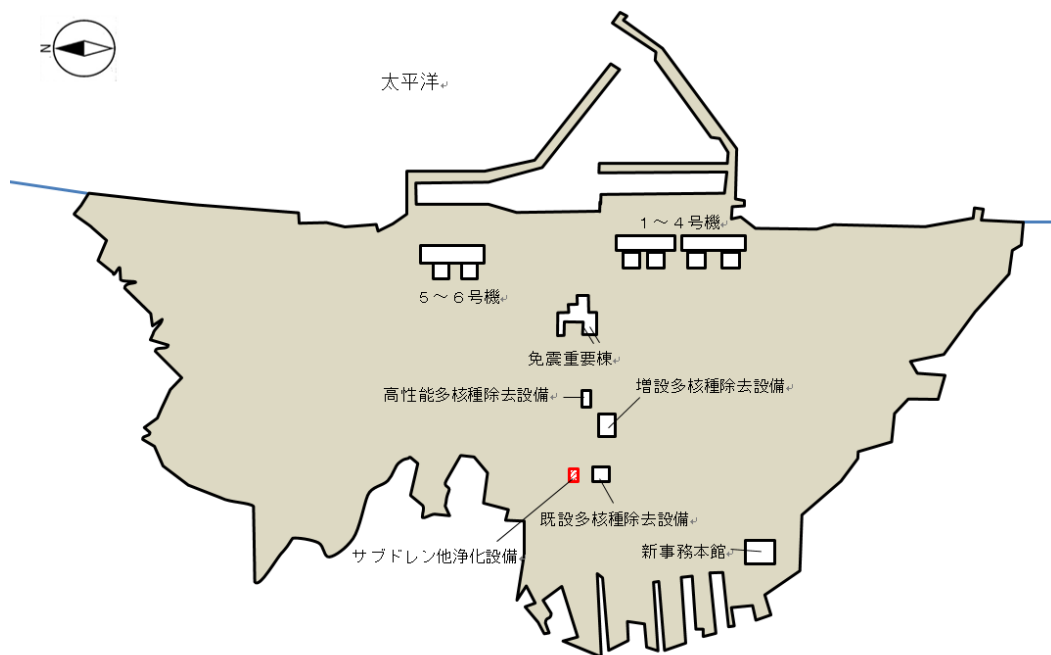 N
太平洋
1～4号機
5～6号機
免震重要棟
高性能多核種除去設備
増設多核種除去設備
既設多核種除去設備
サブドレン他浄化設備
新事務本館